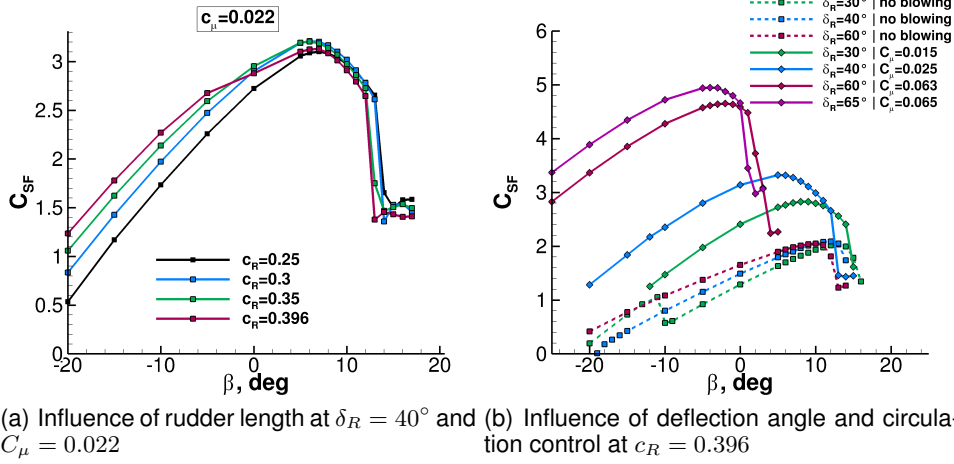 cμ=0.022
CSF
3
2.5
2
1.5
1
0.5
0
-20
-10
0
10
20
β, deg
cR=0.25
cR=0.3
cR=0.35
cR=0.396
δR=30° | no blowing
δR=40° | no blowing
δR=60° | no blowing
δR=30° | Cμ=0.015
δR=40° | Cμ=0.025
δR=60° | Cμ=0.063
δR=65° | Cμ=0.065
CSF
6
5
4
3
2
1
0
-20
-10
0
10
20
β, deg
(a) Influence of rudder length at δR = 40° and
Cμ = 0.022
(b) Influence of deflection angle and circula-
tion control at cR = 0.396